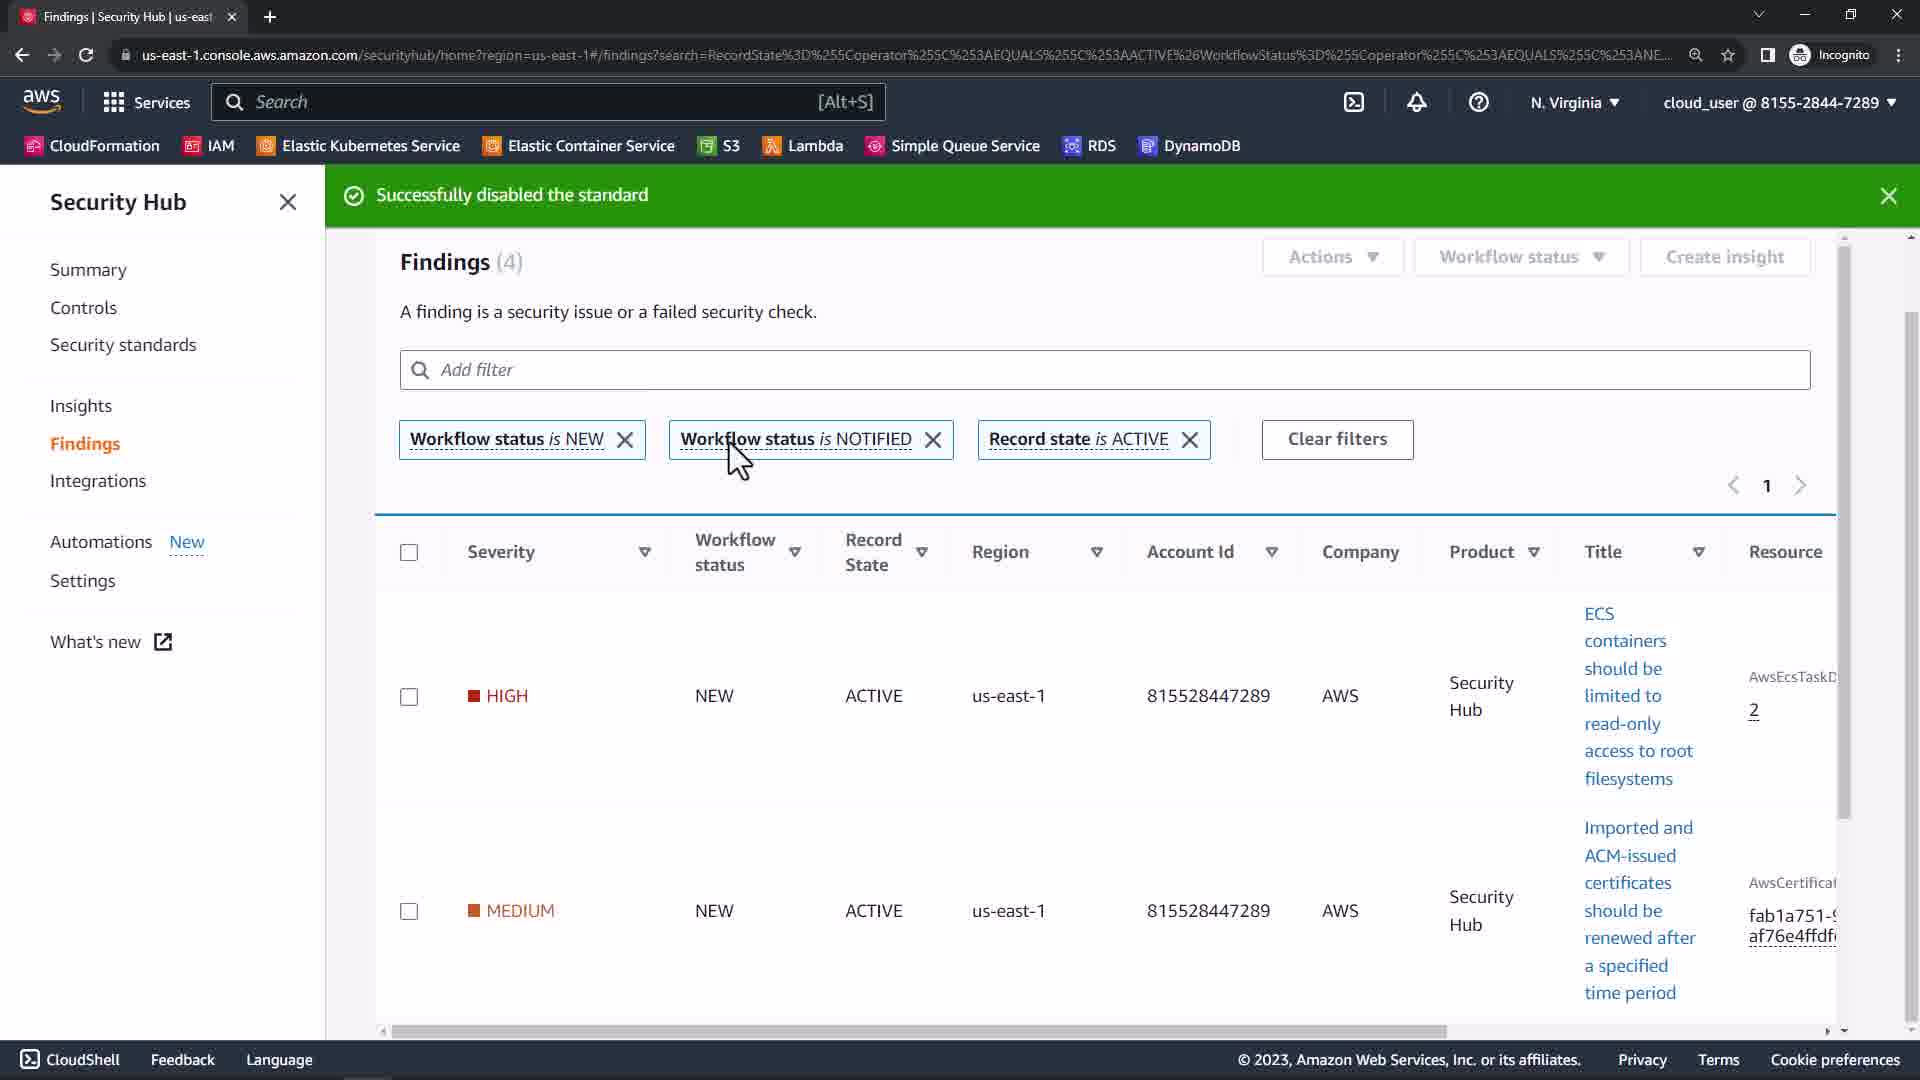 Findings | Security Hub | us-east
us-east-1.console.aws.amazon.com/securityhub/home?region=us-east-1#/findings?search=RecordState%3D%255Coperator%255C%253AEQUALS%255C%253AACTIVE%26WorkflowStatus%3D%255Coperator%255C%253AEQUALS%255C%253ANE...
Incognito
aws
Services
Search
[Alt+S]
N. Virginia
cloud_user @ 8155-2844-7289
CloudFormation
IAM
Elastic Kubernetes Service
Elastic Container Service
S3
Lambda
Simple Queue Service
RDS
DynamoDB
Security Hub
Summary
Controls
Security standards
Insights
Findings
Integrations
Automations New
Settings
What's new
Successfully disabled the standard
Findings (4)
Actions
Workflow status
Create insight
A finding is a security issue or a failed security check.
Add filter
Workflow status is NEW
Workflow status is NOTIFIED
Record state is ACTIVE
Clear filters
1
Severity
Workflow
status
Record
State
Region
Account Id
Company
Product
Title
Resource
HIGH
NEW
ACTIVE
us-east-1
815528447289
AWS
Security
Hub
ECS
containers
should be
limited to
read-only
access to root
filesystems
AwsEcsTaskD
2
MEDIUM
NEW
ACTIVE
us-east-1
815528447289
AWS
Security
Hub
Imported and
ACM-issued
certificates
should be
renewed after
a specified
time period
AwsCertificat
fab1a751-9
af76e4ffdf
CloudShell
Feedback
Language
© 2023, Amazon Web Services, Inc. or its affiliates.
Privacy
Terms
Cookie preferences